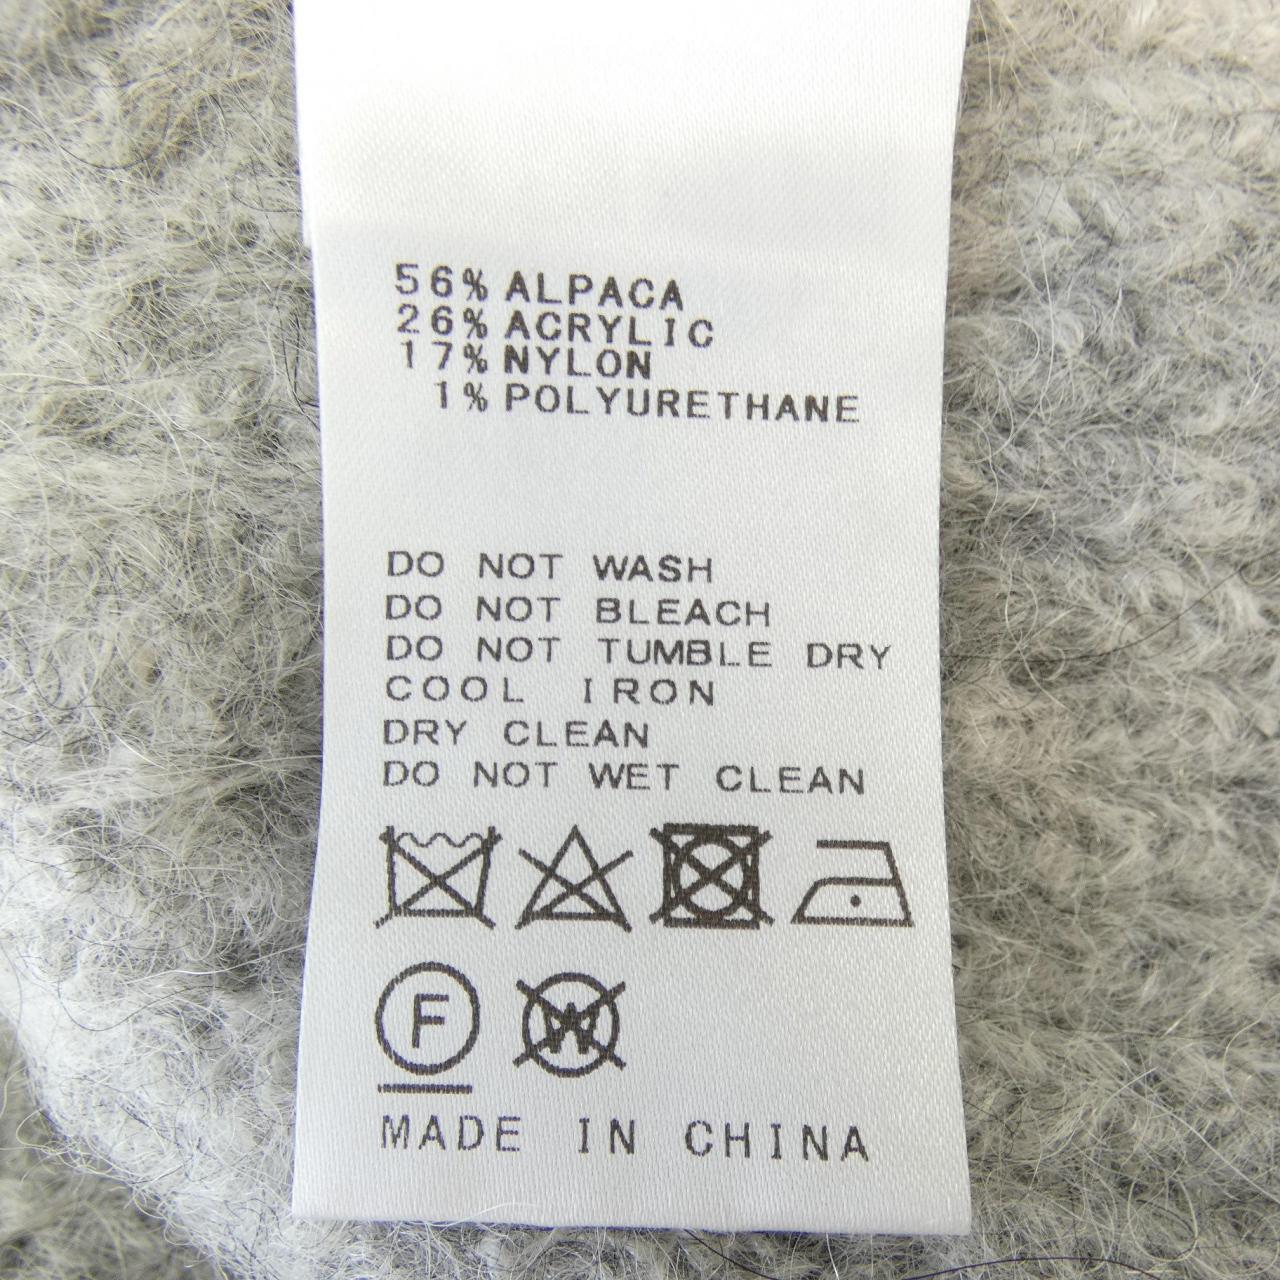 56% ALPACA
26% ACRYLIC
17% NYLON
1% POLYURETHANE
DO NOT WASH
DO NOT BLEACH
DO NOT TUMBLE DRY
COOL IRON
DRY CLEAN
DO NOT WET CLEAN
F W
MADE IN CHINA